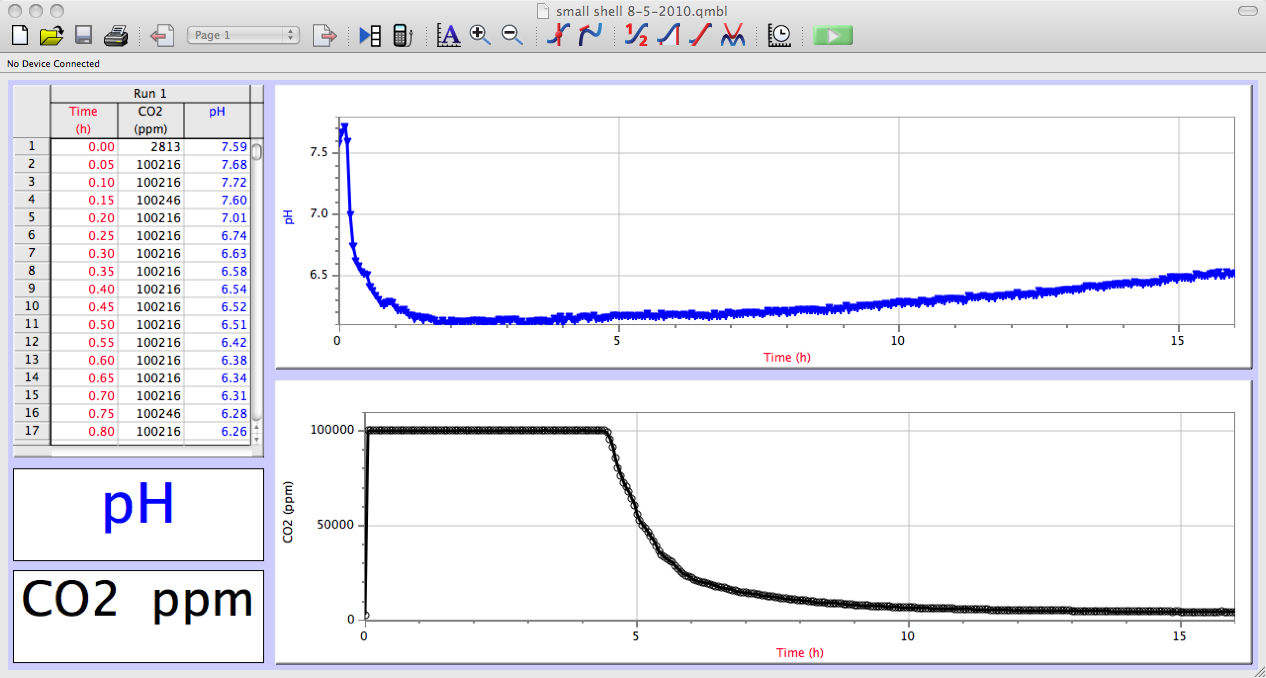 small shell 8-5-2010.qmbl
Page 1
No Device Connected
Run 1
Time CO2 pH
(h) (ppm)
1 0.00 2813 7.59
2 0.05 100216 7.68
3 0.10 100216 7.72
4 0.15 100246 7.60
5 0.20 100216 7.01
6 0.25 100216 6.74
7 0.30 100216 6.63
8 0.35 100216 6.58
9 0.40 100216 6.54
10 0.45 100216 6.52
11 0.50 100216 6.51
12 0.55 100216 6.42
13 0.60 100216 6.38
14 0.65 100216 6.34
15 0.70 100216 6.31
16 0.75 100246 6.28
17 0.80 100216 6.26
pH
CO2 ppm
7.5
7.0
6.5
pH
0 5 10 15
Time (h)
100000
50000
0
CO2 (ppm)
0 5 10 15
Time (h)